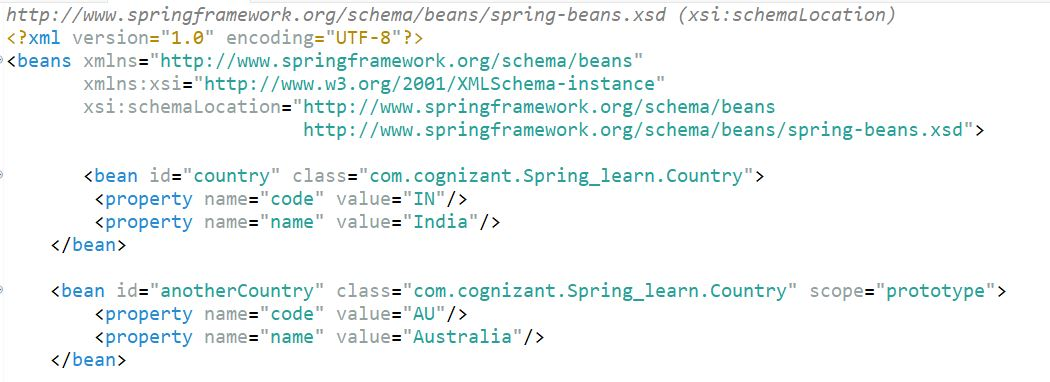 http://www.springframework.org/schema/beans/spring-beans.xsd (xsi:schemaLocation)
<?xml version="1.0" encoding="UTF-8"?>
<beans xmlns="http://www.springframework.org/schema/beans"
       xmlns:xsi="http://www.w3.org/2001/XMLSchema-instance"
       xsi:schemaLocation="http://www.springframework.org/schema/beans
                           http://www.springframework.org/schema/beans/spring-beans.xsd">

       <bean id="country" class="com.cognizant.Spring_learn.Country">
        <property name="code" value="IN"/>
        <property name="name" value="India"/>
    </bean>

    <bean id="anotherCountry" class="com.cognizant.Spring_learn.Country" scope="prototype">
        <property name="code" value="AU"/>
        <property name="name" value="Australia"/>
    </bean>